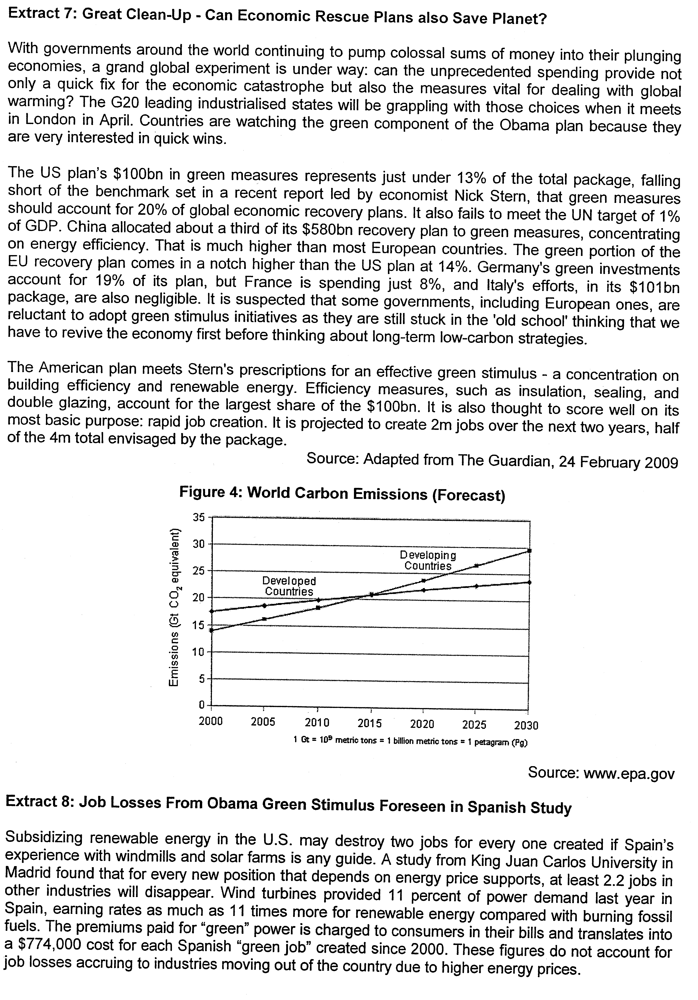 Extract 7: Great Clean-Up - Can Economic Rescue Plans also Save Planet?
With governments around the world continuing to pump colossal sums of money into their plunging
economies, a grand global experiment is under way: can the unprecedented spending provide not
only a quick fix for the economic catastrophe but also the measures vital for dealing with global
warming? The G20 leading industrialised states will be grappling with those choices when it meets
in London in April. Countries are watching the green component of the Obama plan because they
are very interested in quick wins.
The US plan's $100bn in green measures represents just under 13% of the total package, falling
short of the benchmark set in a recent report led by economist Nick Stern, that green measures
should account for 20% of global economic recovery plans. It also fails to meet the UN target of 1%
of GDP. China allocated about a third of its $580bn recovery plan to green measures, concentrating
on energy efficiency. That is much higher than most European countries. The green portion of the
EU recovery plan comes in a notch higher than the US plan at 14%. Germany's green investments
account for 19% of its plan, but France is spending just 8%, and Italy's efforts, in its $101bn
package, are also negligible. It is suspected that some governments, including European ones, are
reluctant to adopt green stimulus initiatives as they are still stuck in the 'old school' thinking that we
have to revive the economy first before thinking about long-term low-carbon strategies.
The American plan meets Stern's prescriptions for an effective green stimulus - a concentration on
building efficiency and renewable energy. Efficiency measures, such as insulation, sealing, and
double glazing, account for the largest share of the $100bn. It is also thought to score well on its
most basic purpose: rapid job creation. It is projected to create 2m jobs over the next two years, half
of the 4m total envisaged by the package.
Source: Adapted from The Guardian, 24 February 2009
Figure 4: World Carbon Emissions (Forecast)
35
30
25
20
15
10
5
0
Emissions (Gt CO₂ equivalent)
Developing
Countries
Developed
Countries
2000 2005 2010 2015 2020 2025 2030
1 Gt = 10⁹ metric tons = 1 billion metric tons = 1 petagram (Pg)
Source: www.epa.gov
Extract 8: Job Losses From Obama Green Stimulus Foreseen in Spanish Study
Subsidizing renewable energy in the U.S. may destroy two jobs for every one created if Spain's
experience with windmills and solar farms is any guide. A study from King Juan Carlos University in
Madrid found that for every new position that depends on energy price supports, at least 2.2 jobs in
other industries will disappear. Wind turbines provided 11 percent of power demand last year in
Spain, earning rates as much as 11 times more for renewable energy compared with burning fossil
fuels. The premiums paid for “green” power is charged to consumers in their bills and translates into
a $774,000 cost for each Spanish “green job” created since 2000. These figures do not account for
job losses accruing to industries moving out of the country due to higher energy prices.